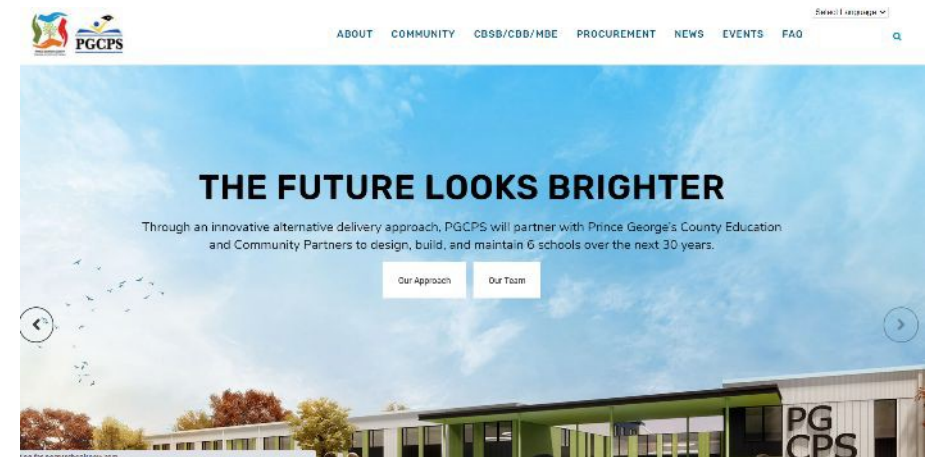 Select Language
PGCPS
ABOUT COMMUNITY CBSB/CBB/MBE PROCUREMENT NEWS EVENTS FAQ
THE FUTURE LOOKS BRIGHTER
Through an innovative alternative delivery approach, PGCPS will partner with Prince George's County Education
and Community Partners to design, build, and maintain 6 schools over the next 30 years.
Our Approach Our Team
PG
CPS